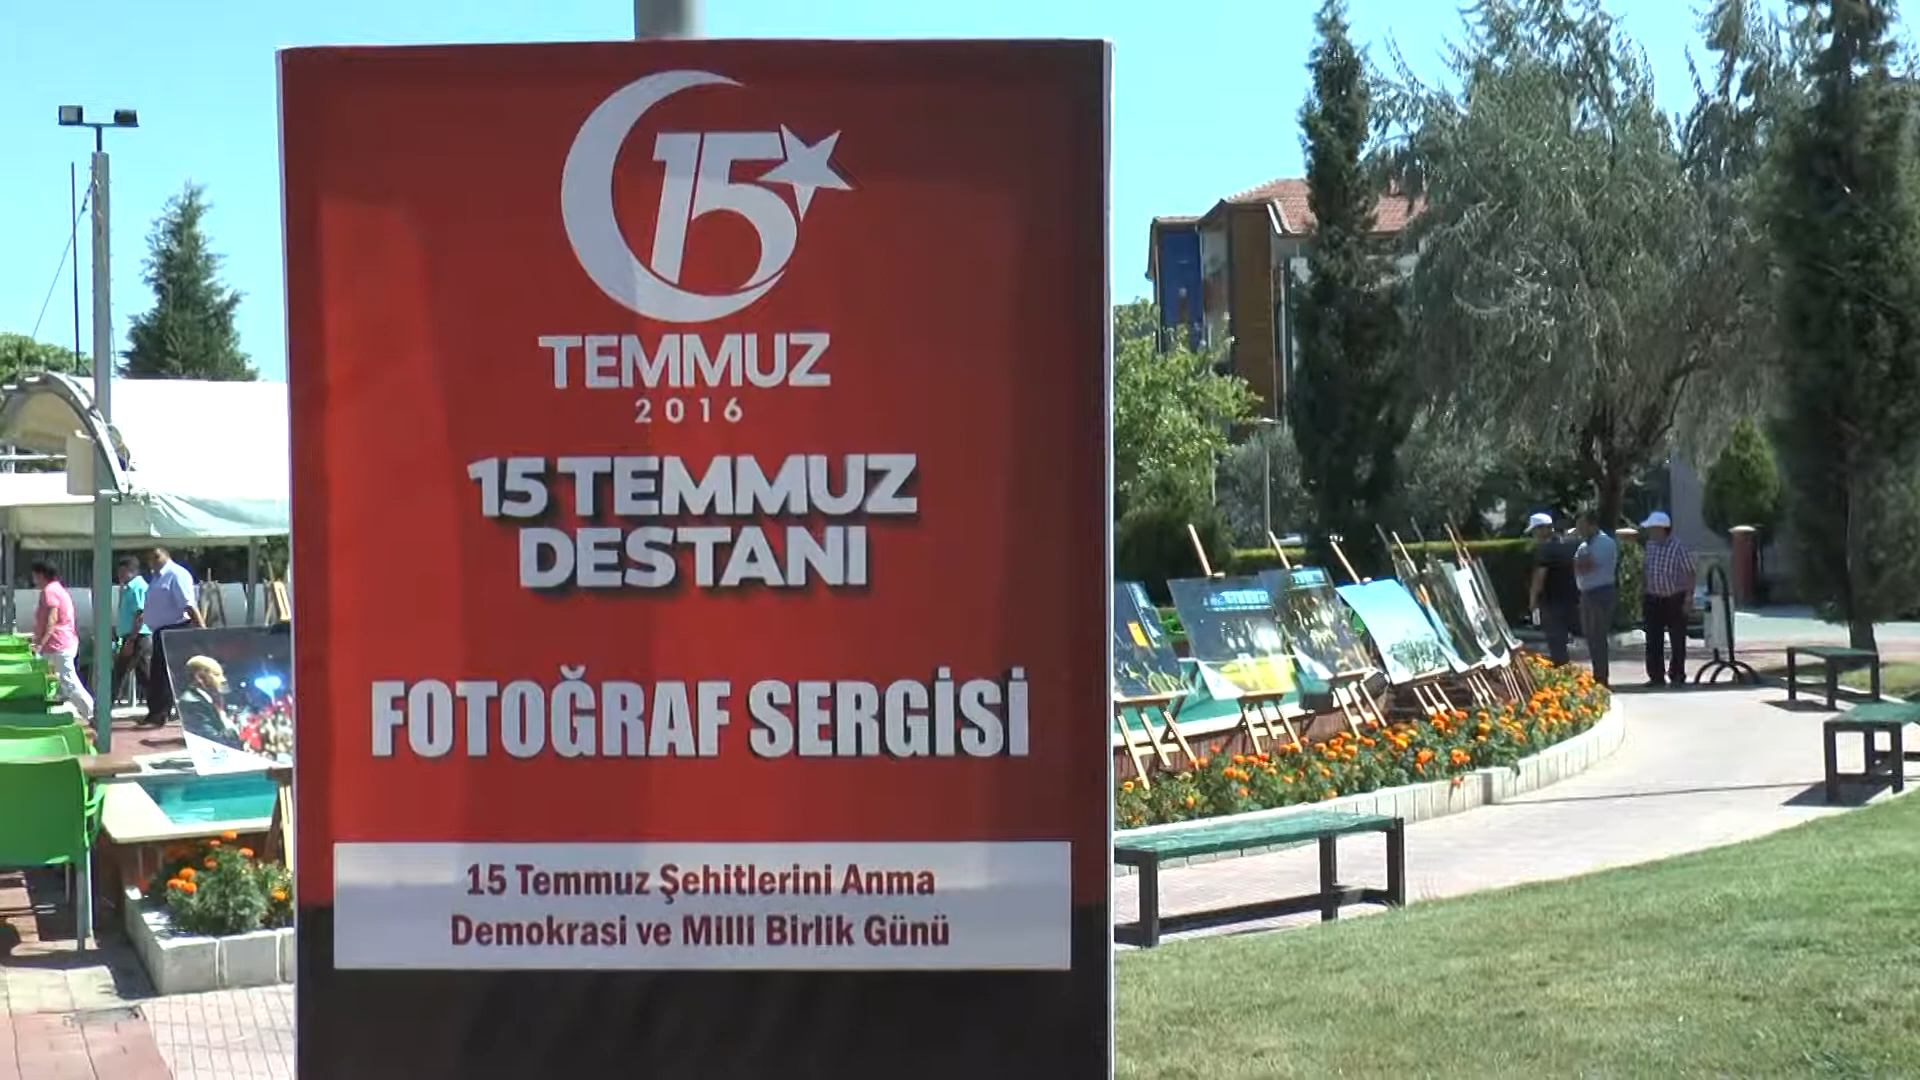 15
TEMMUZ
2016
15 TEMMUZ
DESTANI
FOTOĞRAF SERGİSİ
15 Temmuz Şehitlerini Anma
Demokrasi ve Milli Birlik Günü